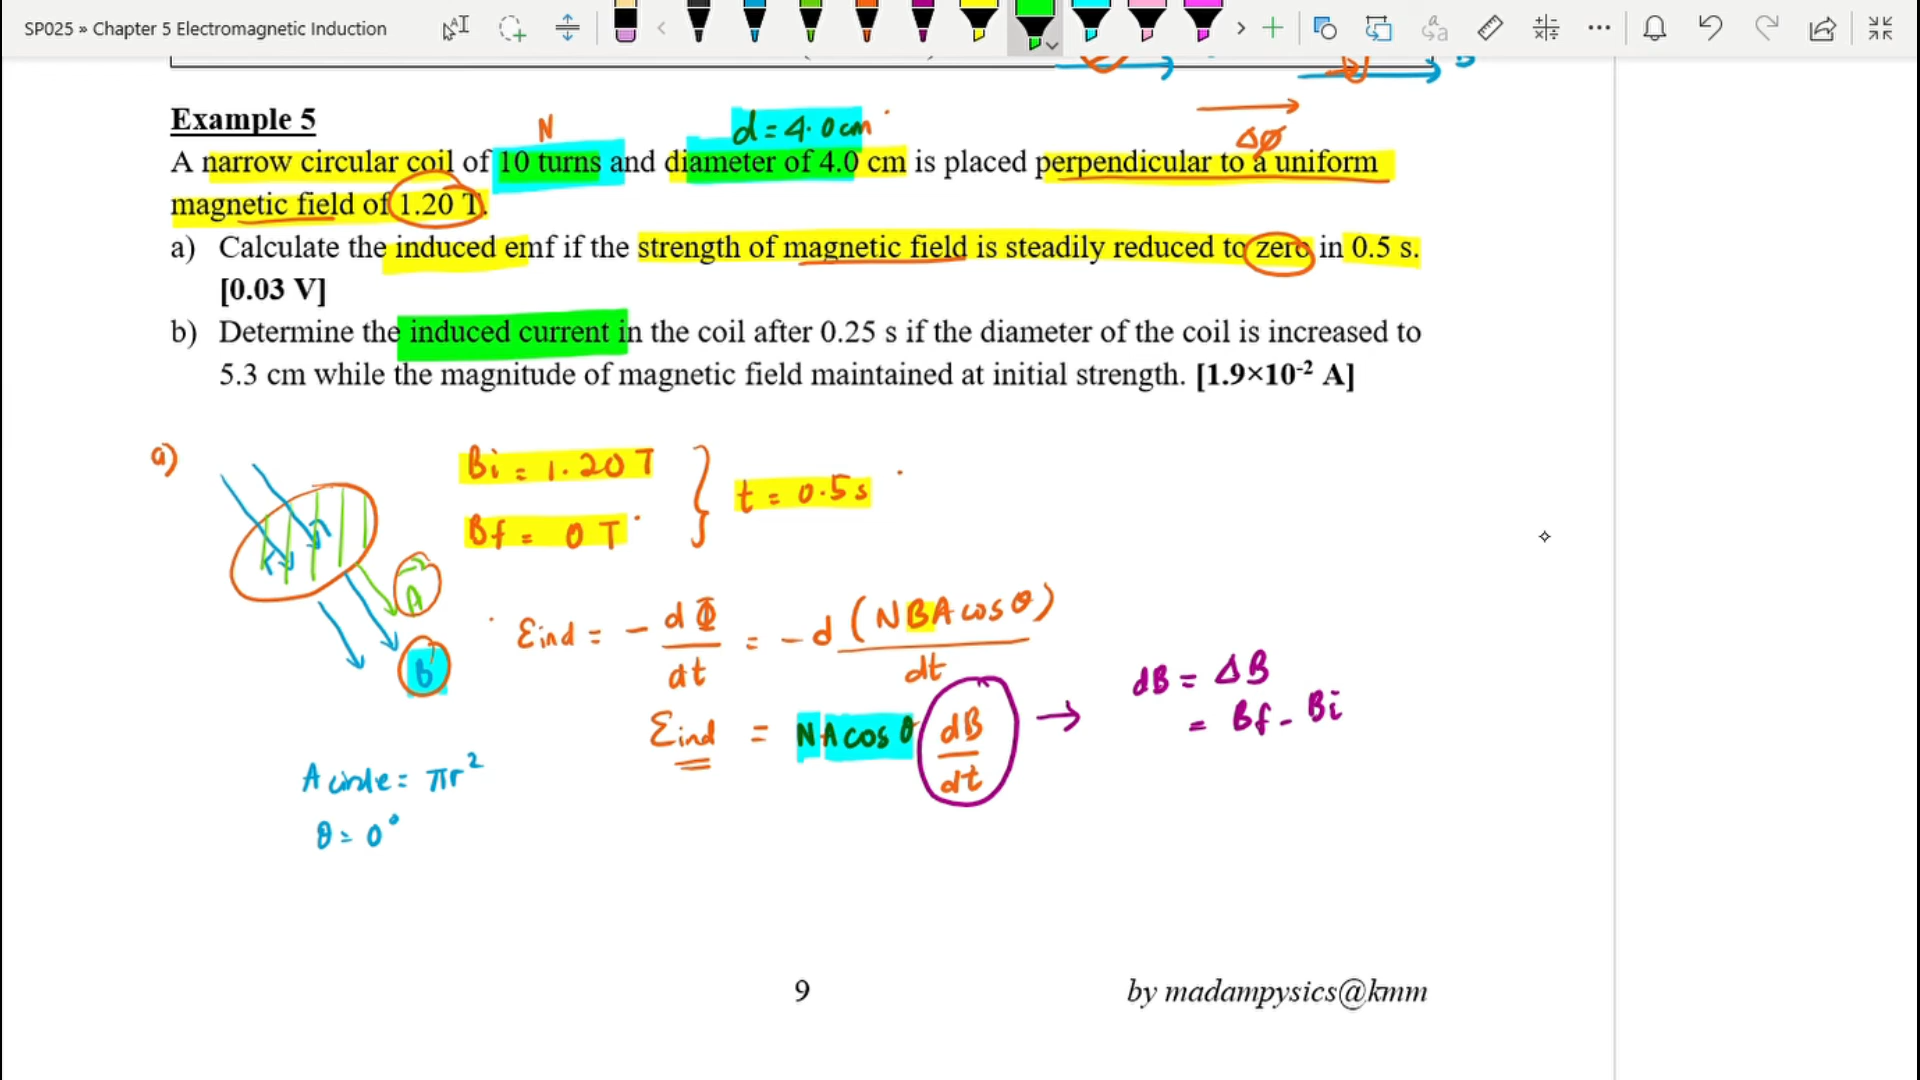 SP025 » Chapter 5 Electromagnetic Induction
B
Example 5
N
d = 4.0 cm
Δφ
A narrow circular coil of 10 turns and diameter of 4.0 cm is placed perpendicular to a uniform
magnetic field of 1.20 T.
a) Calculate the induced emf if the strength of magnetic field is steadily reduced to zero in 0.5 s.
[0.03 V]
b) Determine the induced current in the coil after 0.25 s if the diameter of the coil is increased to
5.3 cm while the magnitude of magnetic field maintained at initial strength. [1.9×10⁻² A]
a)
Bi = 1.20 T
Bf = 0 T
t = 0.5 s
A
B
Eind = - dΦ/dt = - d(NBA cos θ)/dt
Eind = NA cos θ dB/dt →
dB = ΔB
= Bf - Bi
A circle = πr²
θ = 0°
9
by madampysics@kmm